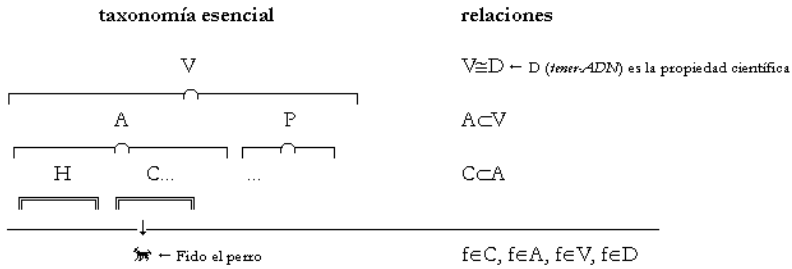 taxonomía esencial relaciones
V V≅D ← D (tener-ADN) es la propiedad científica
A P A⊂V
H C... ... C⊂A
← Fido el perro f∈C, f∈A, f∈V, f∈D